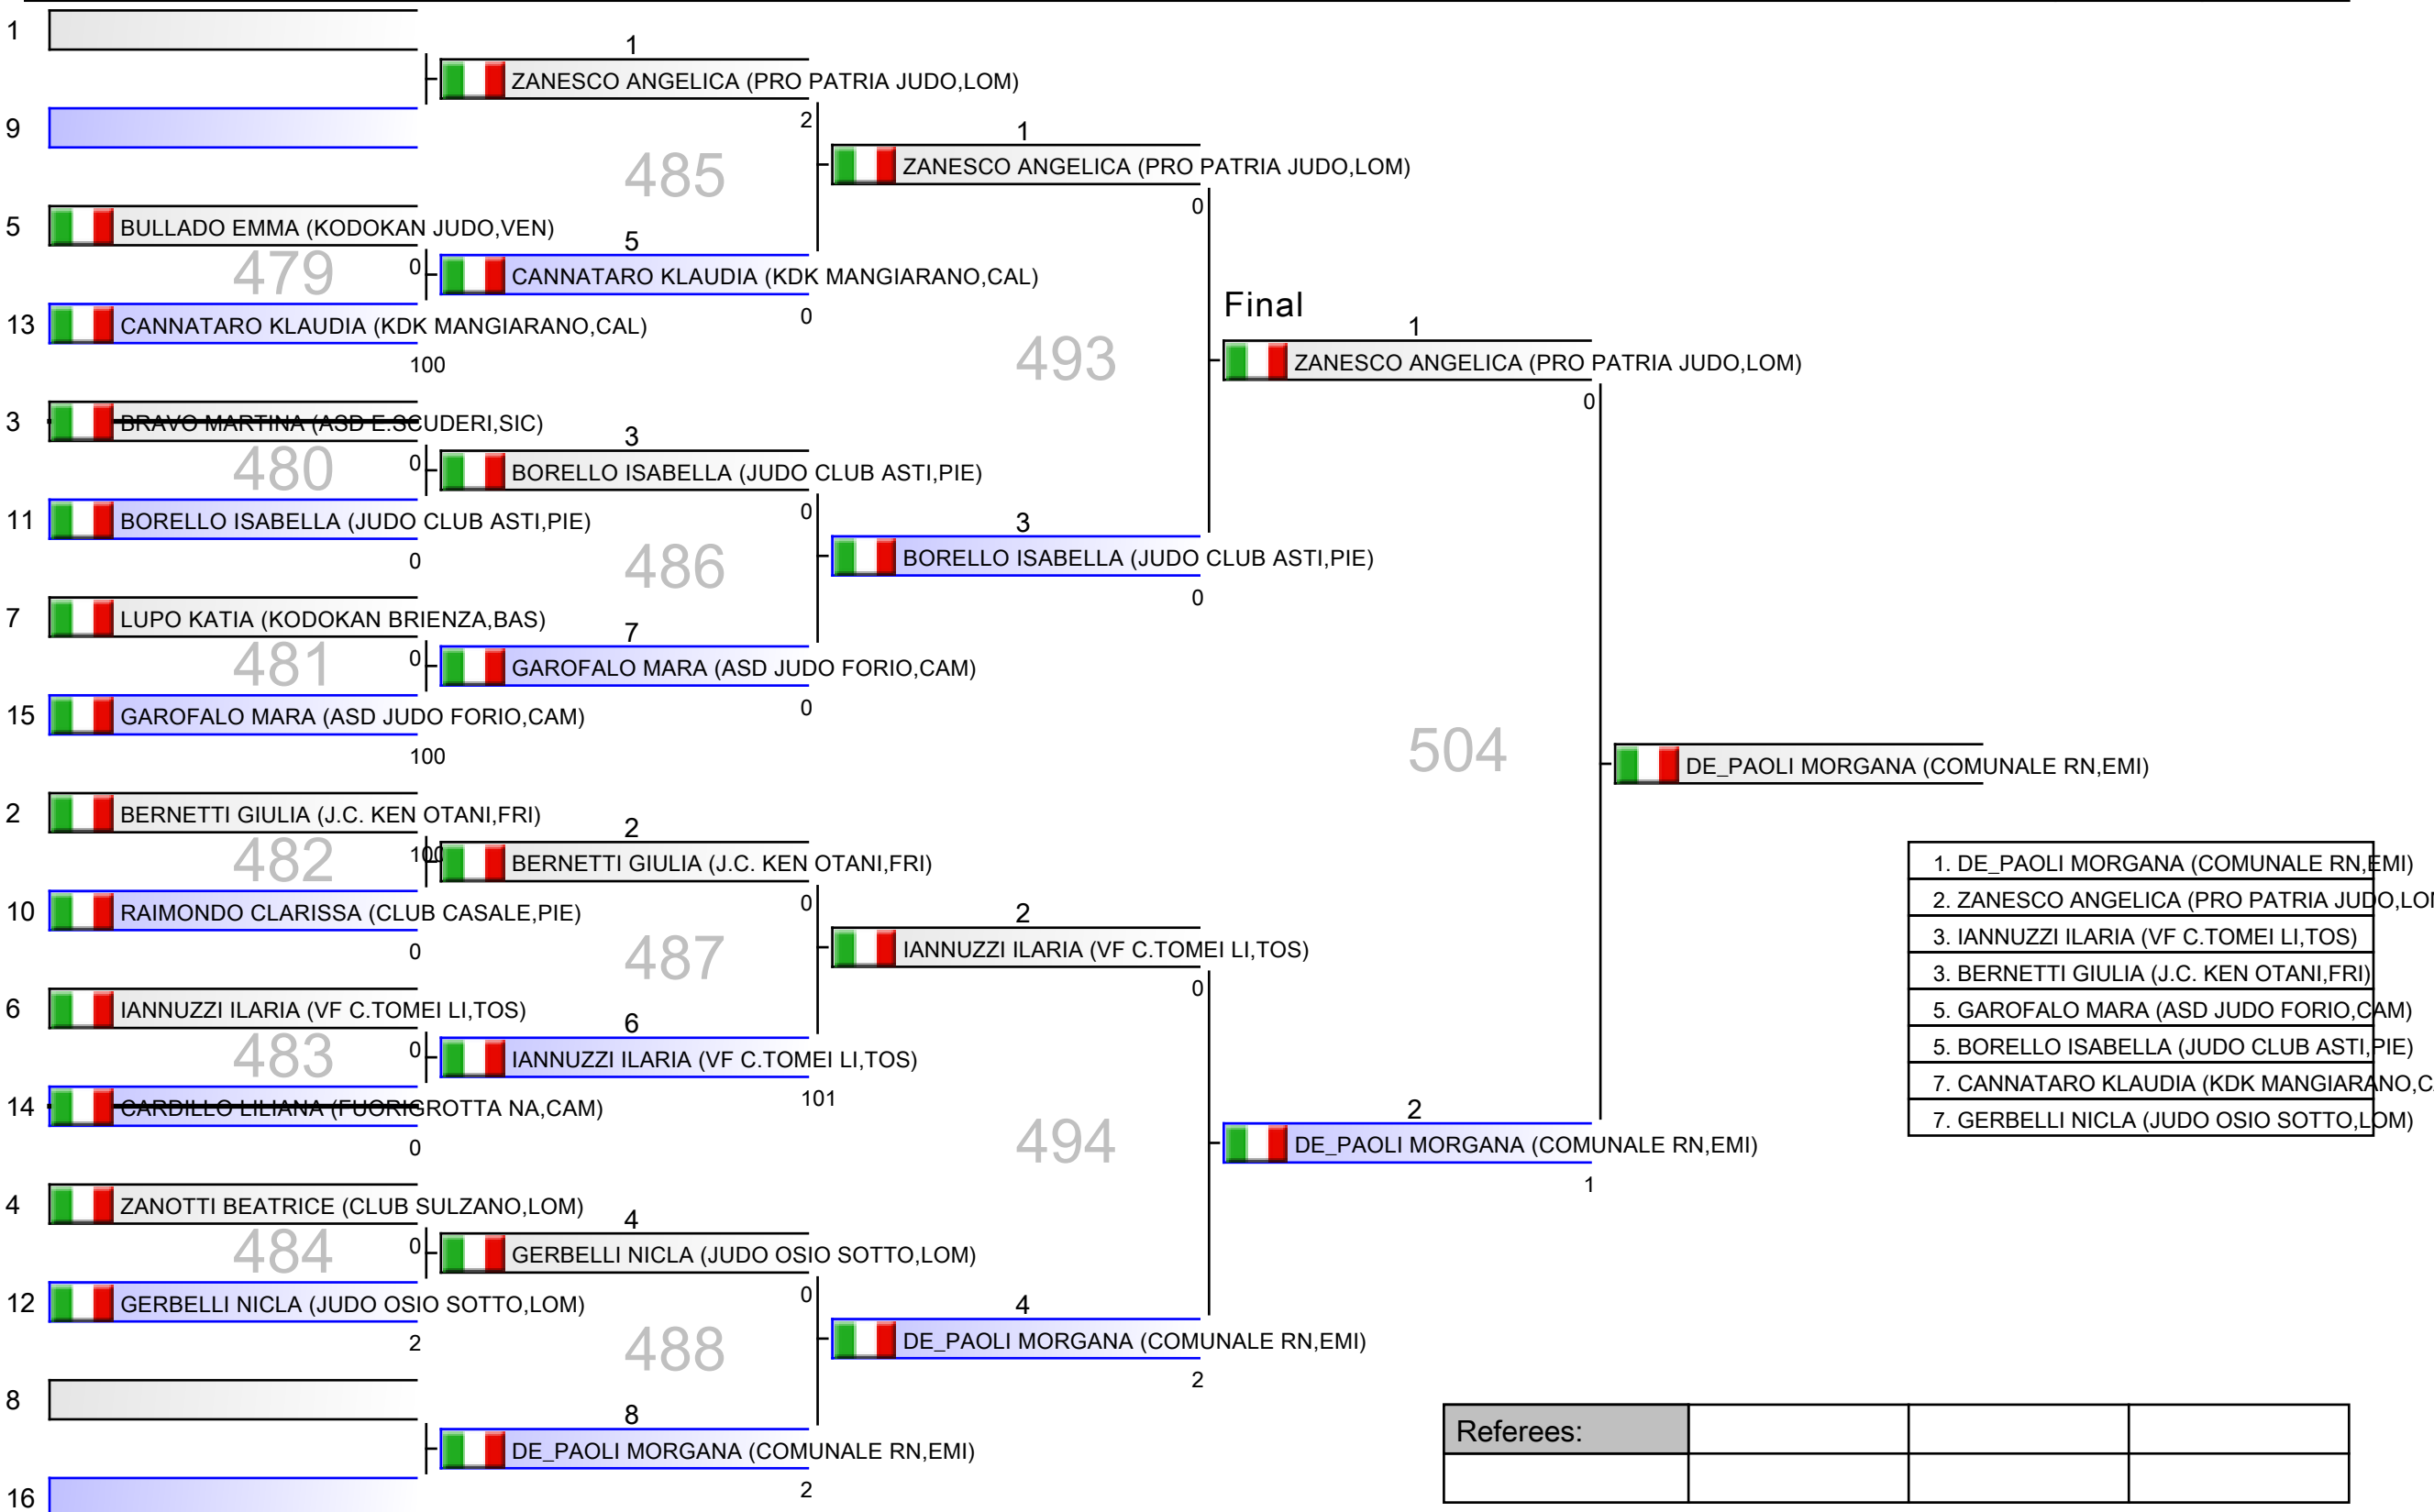 1
1
ZANESCO ANGELICA (PRO PATRIA JUDO,LOM)
9
2
1
485
ZANESCO ANGELICA (PRO PATRIA JUDO,LOM)
0
5
BULLADO EMMA (KODOKAN JUDO,VEN)
5
479
0
CANNATARO KLAUDIA (KDK MANGIARANO,CAL)
Final
13
CANNATARO KLAUDIA (KDK MANGIARANO,CAL)
0
1
493
100
ZANESCO ANGELICA (PRO PATRIA JUDO,LOM)
0
3
BRAVO MARTINA (ASD E.SCUDERI,SIC)
3
480
0
BORELLO ISABELLA (JUDO CLUB ASTI,PIE)
11
BORELLO ISABELLA (JUDO CLUB ASTI,PIE)
0
3
0
486
BORELLO ISABELLA (JUDO CLUB ASTI,PIE)
0
7
LUPO KATIA (KODOKAN BRIENZA,BAS)
7
481
0
GAROFALO MARA (ASD JUDO FORIO,CAM)
15
GAROFALO MARA (ASD JUDO FORIO,CAM)
0
100
504
DE_PAOLI MORGANA (COMUNALE RN,EMI)
2
BERNETTI GIULIA (J.C. KEN OTANI,FRI)
2
482
100
BERNETTI GIULIA (J.C. KEN OTANI,FRI)
10
RAIMONDO CLARISSA (CLUB CASALE,PIE)
0
2
0
487
IANNUZZI ILARIA (VF C.TOMEI LI,TOS)
0
6
IANNUZZI ILARIA (VF C.TOMEI LI,TOS)
6
483
0
IANNUZZI ILARIA (VF C.TOMEI LI,TOS)
14
CARDILLO LILIANA (FUORIGROTTA NA,CAM)
101
2
0
494
DE_PAOLI MORGANA (COMUNALE RN,EMI)
1
4
ZANOTTI BEATRICE (CLUB SULZANO,LOM)
4
484
0
GERBELLI NICLA (JUDO OSIO SOTTO,LOM)
12
GERBELLI NICLA (JUDO OSIO SOTTO,LOM)
0
4
2
488
DE_PAOLI MORGANA (COMUNALE RN,EMI)
2
8
8
DE_PAOLI MORGANA (COMUNALE RN,EMI)
2
16
1. DE_PAOLI MORGANA (COMUNALE RN,EMI)
2. ZANESCO ANGELICA (PRO PATRIA JUDO,LO
3. IANNUZZI ILARIA (VF C.TOMEI LI,TOS)
3. BERNETTI GIULIA (J.C. KEN OTANI,FRI)
5. GAROFALO MARA (ASD JUDO FORIO,CAM)
5. BORELLO ISABELLA (JUDO CLUB ASTI,PIE)
7. CANNATARO KLAUDIA (KDK MANGIARANO,C
7. GERBELLI NICLA (JUDO OSIO SOTTO,LOM)
Referees: